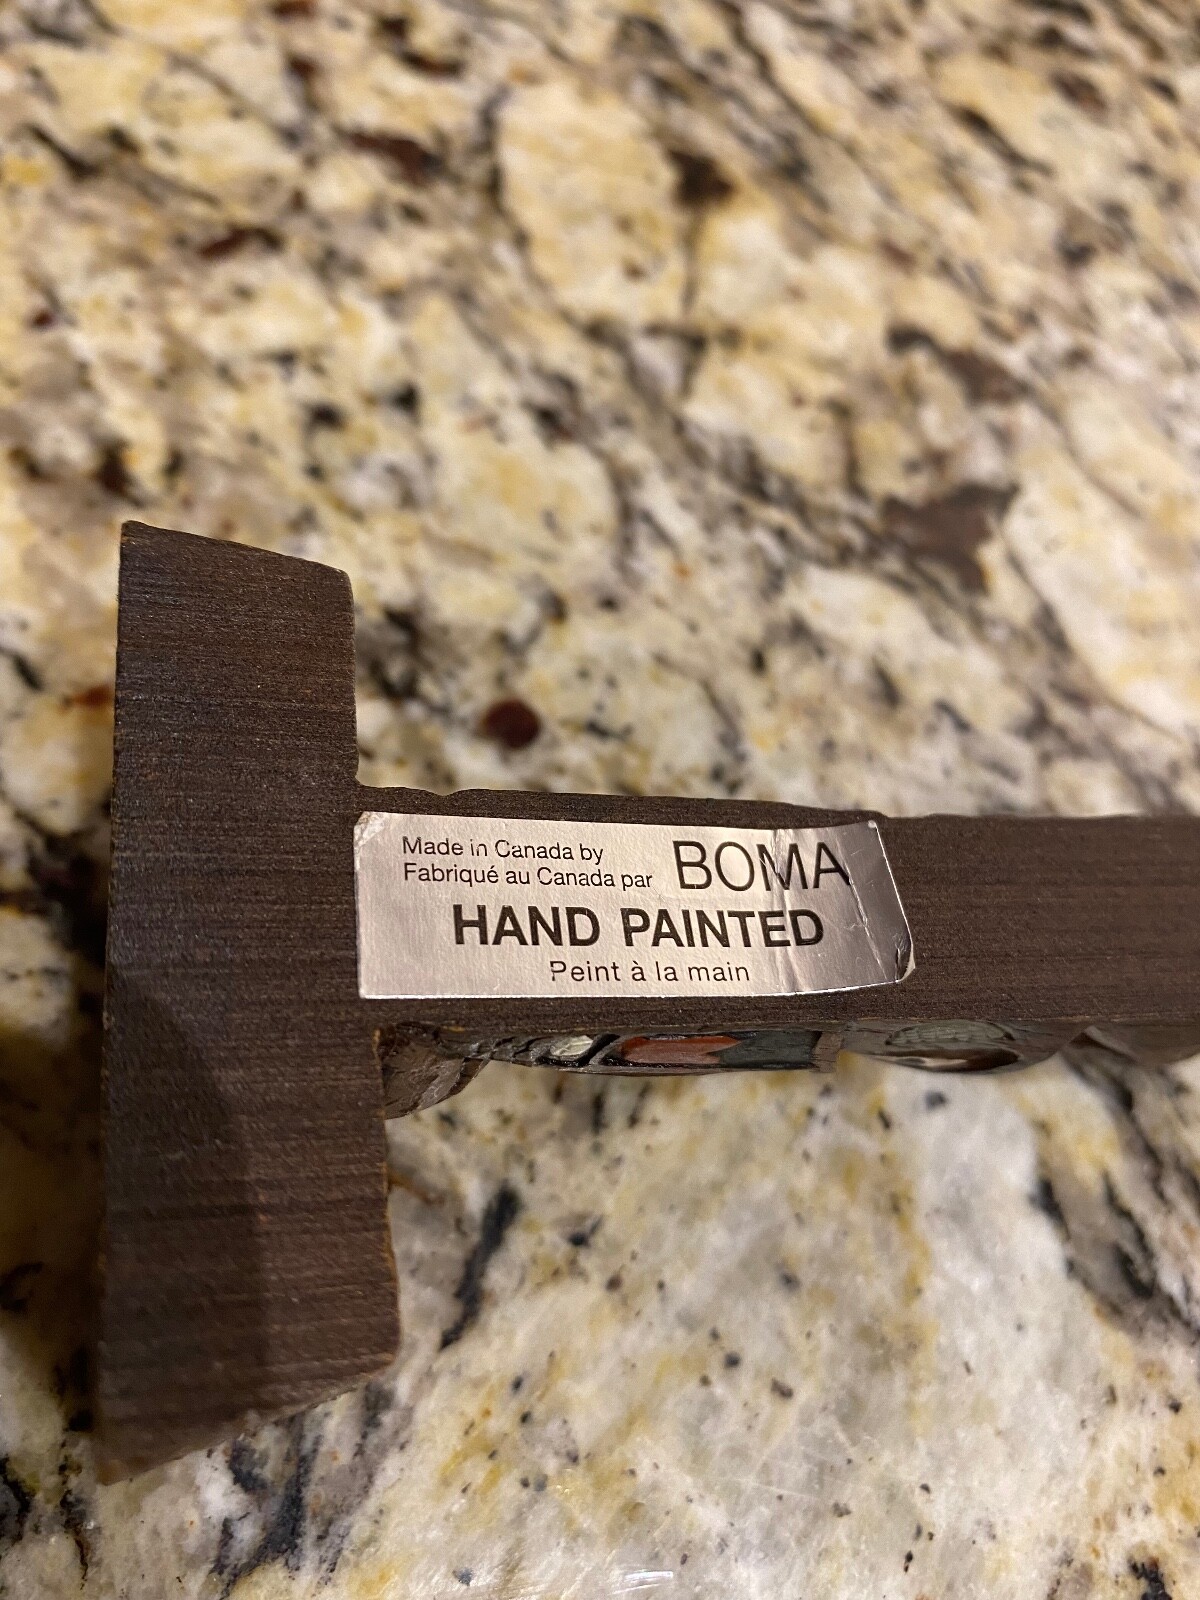 Made in Canada by
Fabriqué au Canada par BOMA
HAND PAINTED
Peint à la main